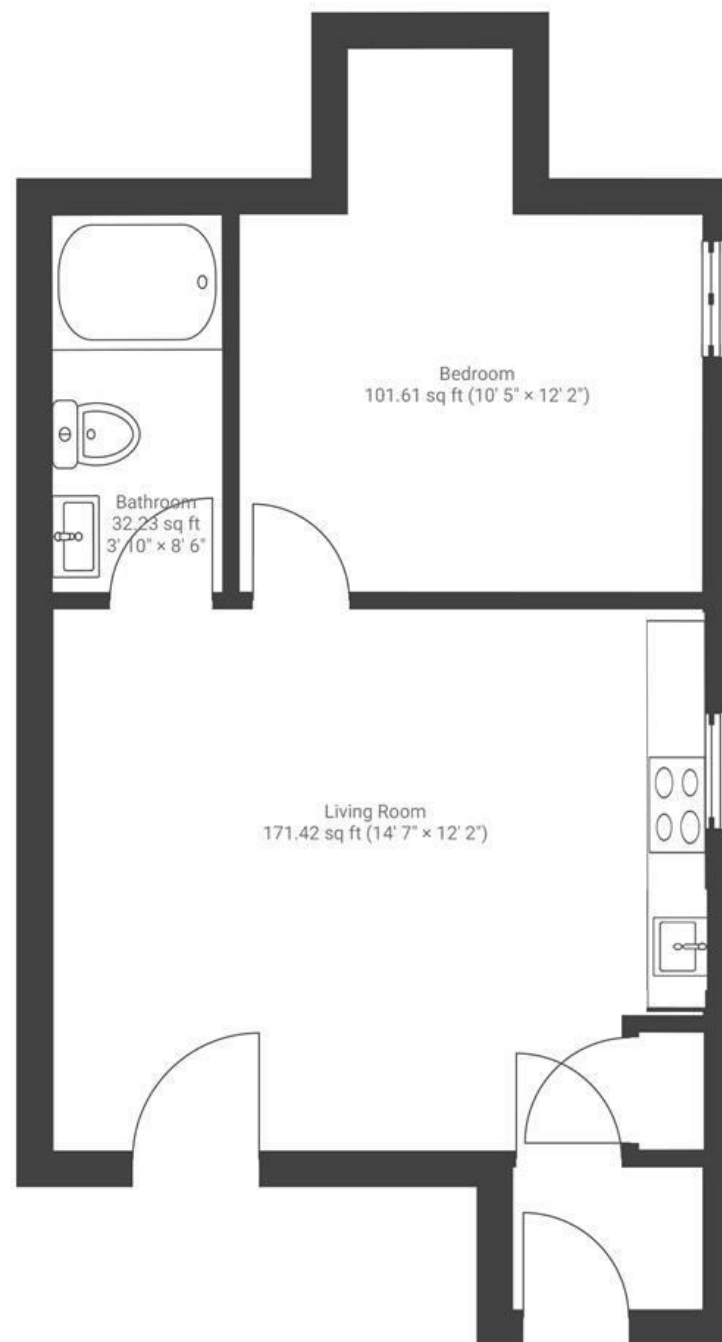 Bedroom
101.61 sq ft (10' 5" × 12' 2")
Bathroom
32.23 sq ft
3' 10" × 8' 6"
Living Room
171.42 sq ft (14' 7" × 12' 2")